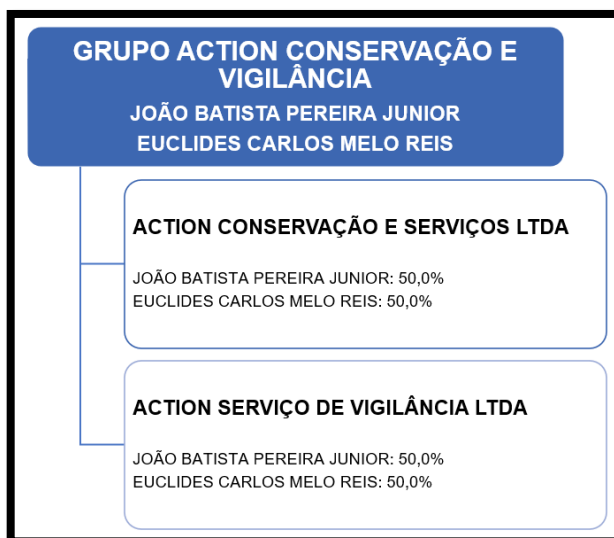 GRUPO ACTION CONSERVAÇÃO E
VIGILÂNCIA
JOÃO BATISTA PEREIRA JUNIOR
EUCLIDES CARLOS MELO REIS
ACTION CONSERVAÇÃO E SERVIÇOS LTDA
JOÃO BATISTA PEREIRA JUNIOR: 50,0%
EUCLIDES CARLOS MELO REIS: 50,0%
ACTION SERVIÇO DE VIGILÂNCIA LTDA
JOÃO BATISTA PEREIRA JUNIOR: 50,0%
EUCLIDES CARLOS MELO REIS: 50,0%